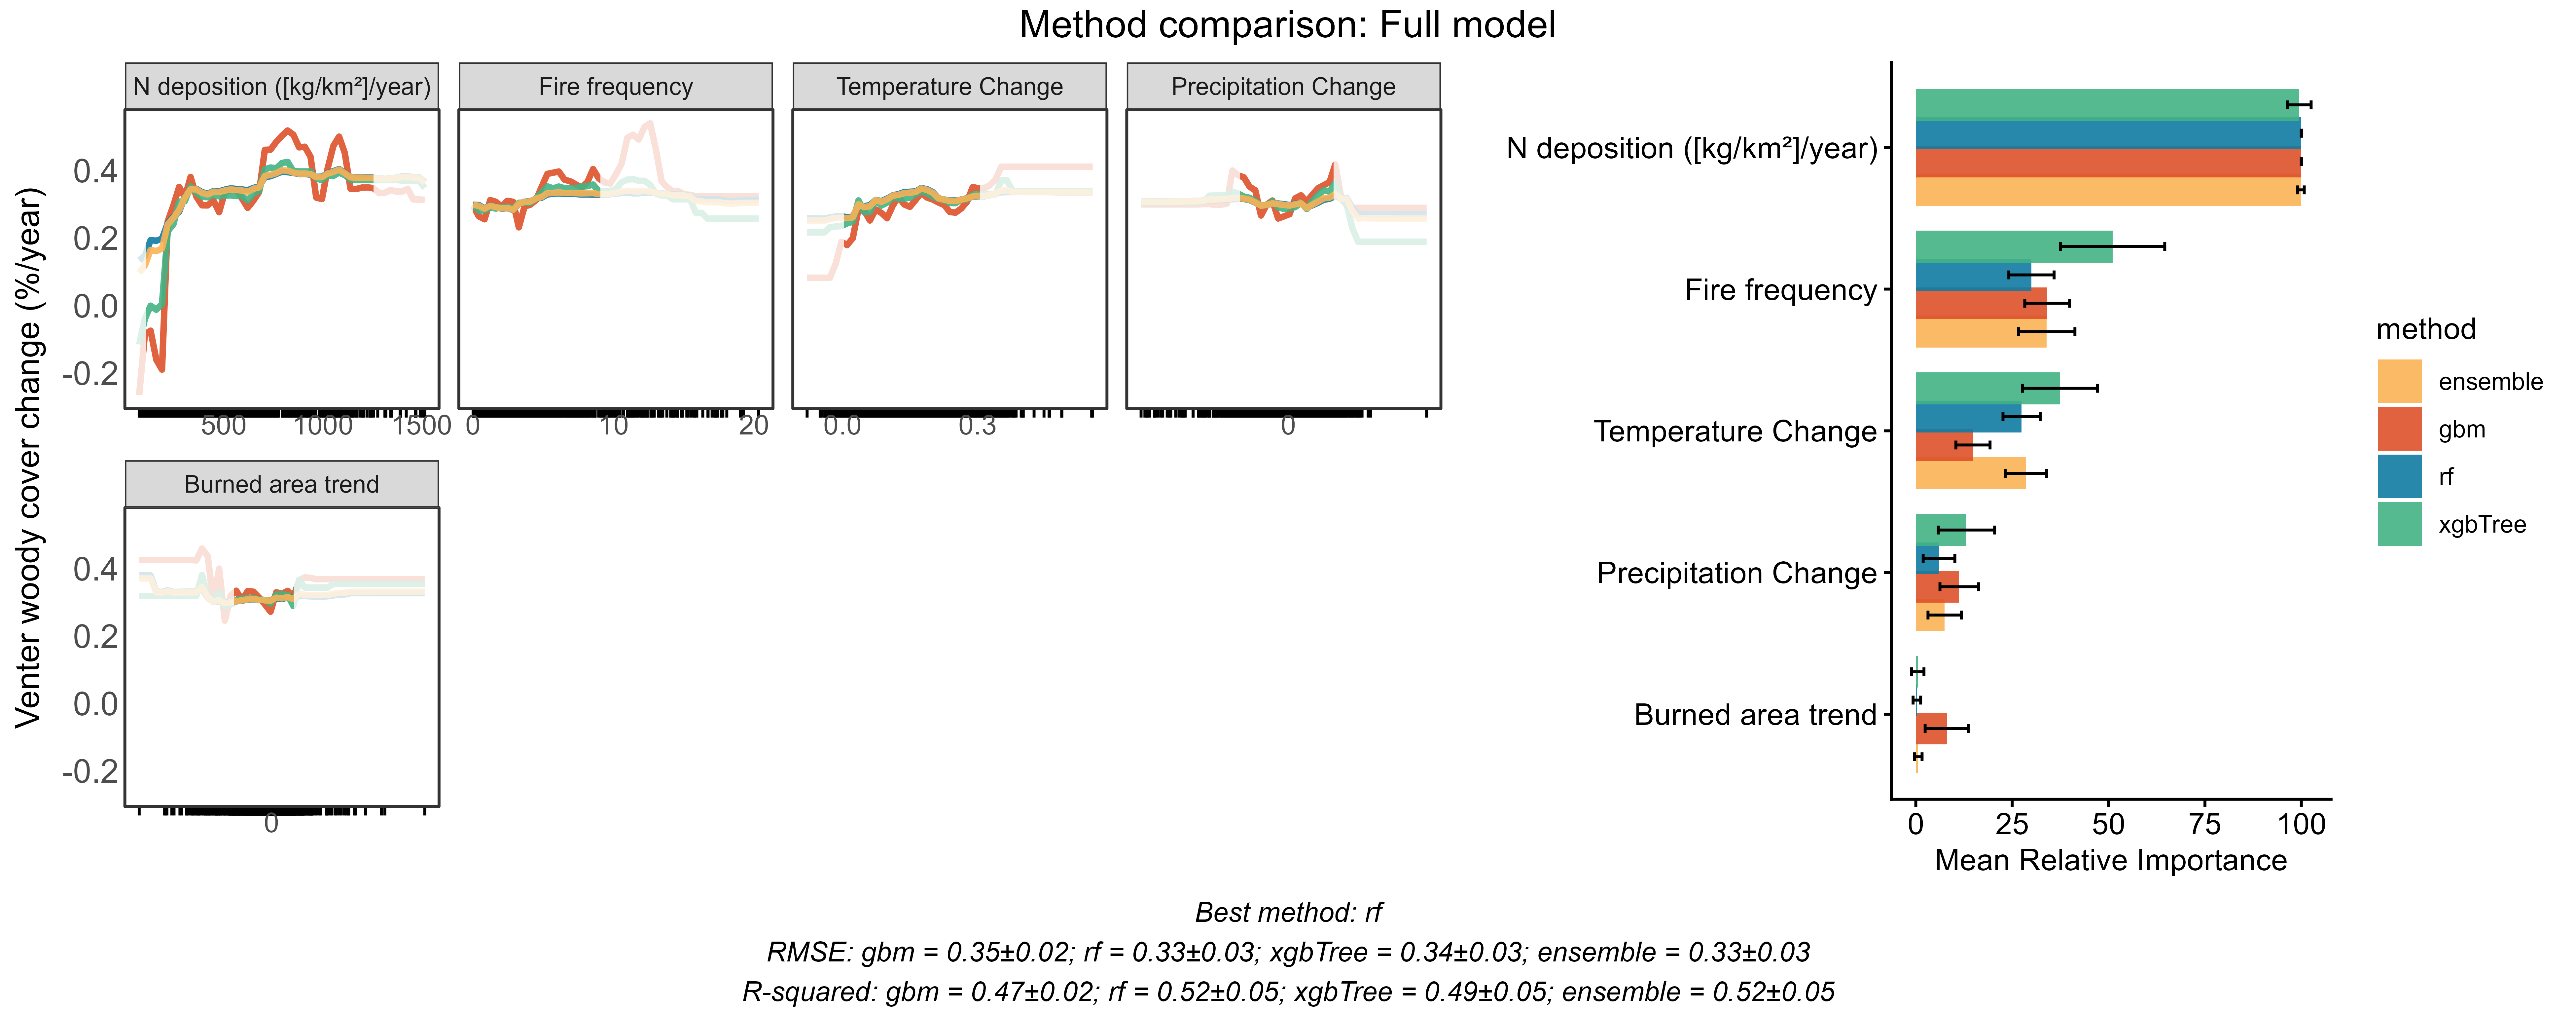 Method comparison: Full model
N deposition ([kg/km²]/year)
Fire frequency
Temperature Change
Precipitation Change
Venter woody cover change (%/year)
0.4
0.2
0.0
-0.2
500 1000 1500
0 10 20
0.0 0.3
0
Burned area trend
0.4
0.2
0.0
-0.2
0
N deposition ([kg/km²]/year)
Fire frequency
Temperature Change
Precipitation Change
Burned area trend
0 25 50 75 100
Mean Relative Importance
method
ensemble
gbm
rf
xgbTree
Best method: rf
RMSE: gbm = 0.35±0.02; rf = 0.33±0.03; xgbTree = 0.34±0.03; ensemble = 0.33±0.03
R-squared: gbm = 0.47±0.02; rf = 0.52±0.05; xgbTree = 0.49±0.05; ensemble = 0.52±0.05